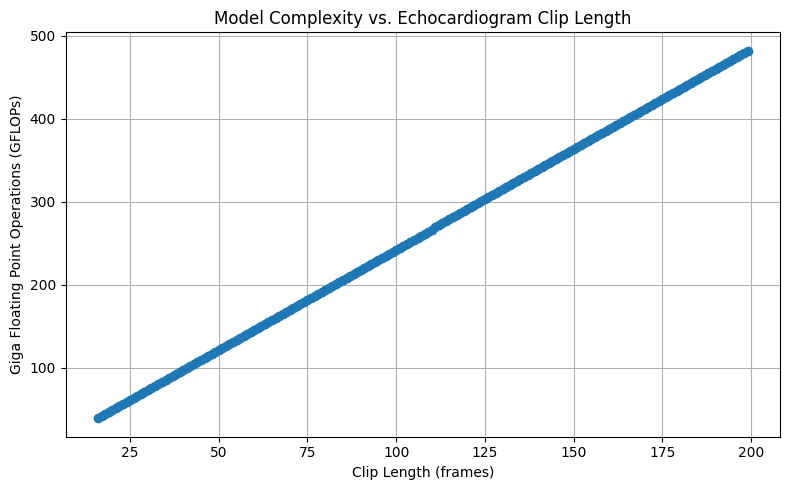 Model Complexity vs. Echocardiogram Clip Length
Giga Floating Point Operations (GFLOPs)
500
400
300
200
100
25 50 75 100 125 150 175 200
Clip Length (frames)